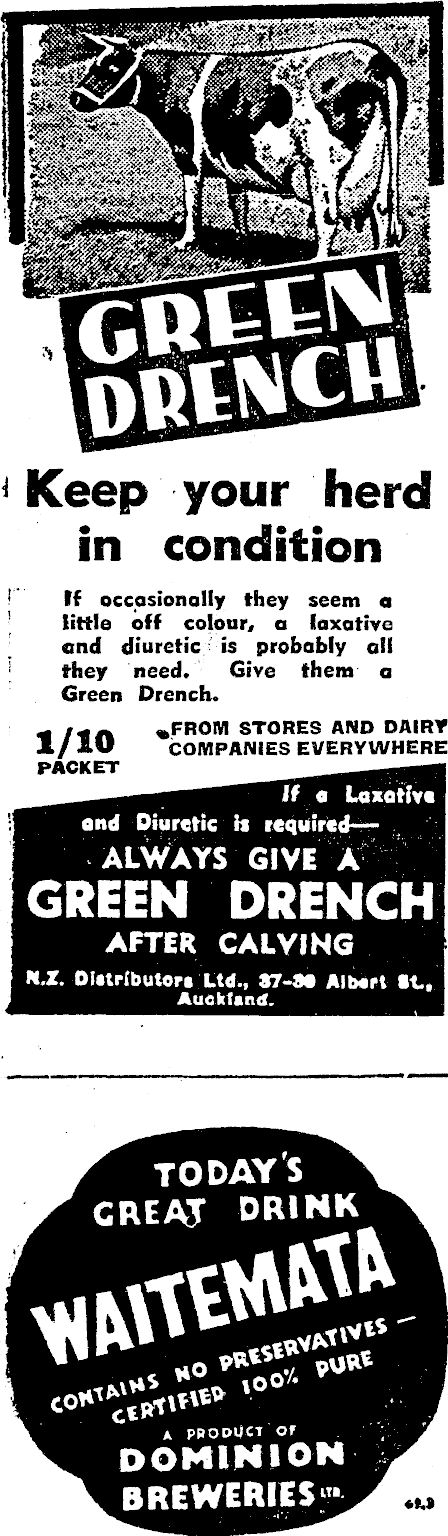 GREEN
DRENCH
Keep your herd
in condition
If occasionally they seem a
little off colour, a laxative
and diuretic is probably all
they need. Give them a
Green Drench.
1/10
PACKET
FROM STORES AND DAIRY
COMPANIES EVERYWHERE
If a Laxative
and Diuretic is required—
ALWAYS GIVE A
GREEN DRENCH
AFTER CALVING
N.Z. Distributors Ltd., 37-39 Albert St.,
Auckland.
TODAY'S
GREAT DRINK
WAITEMATA
CONTAINS NO PRESERVATIVES —
CERTIFIED 100% PURE
A PRODUCT OF
DOMINION
BREWERIES LTD.